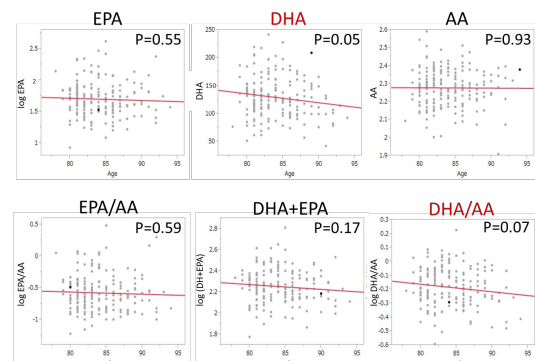 EPA
P=0.55
log EPA
2.5
2
1.5
1
80
85
90
95
Age
DHA
P=0.05
DHA
250
200
150
100
50
80
85
90
95
Age
AA
P=0.93
AA
2.6
2.5
2.4
2.3
2.2
2.1
2
1.9
80
85
90
95
Age
EPA/AA
P=0.59
log EPA/AA
0.5
0
-0.5
-1
80
85
90
95
DHA+EPA
P=0.17
log (DH+EPA)
2.8
2.6
2.4
2.2
2.0
1.8
80
85
90
95
DHA/AA
P=0.07
log DHA/AA
0.3
0.2
0.1
0
-0.1
-0.2
-0.3
-0.4
-0.5
-0.6
80
85
90
95